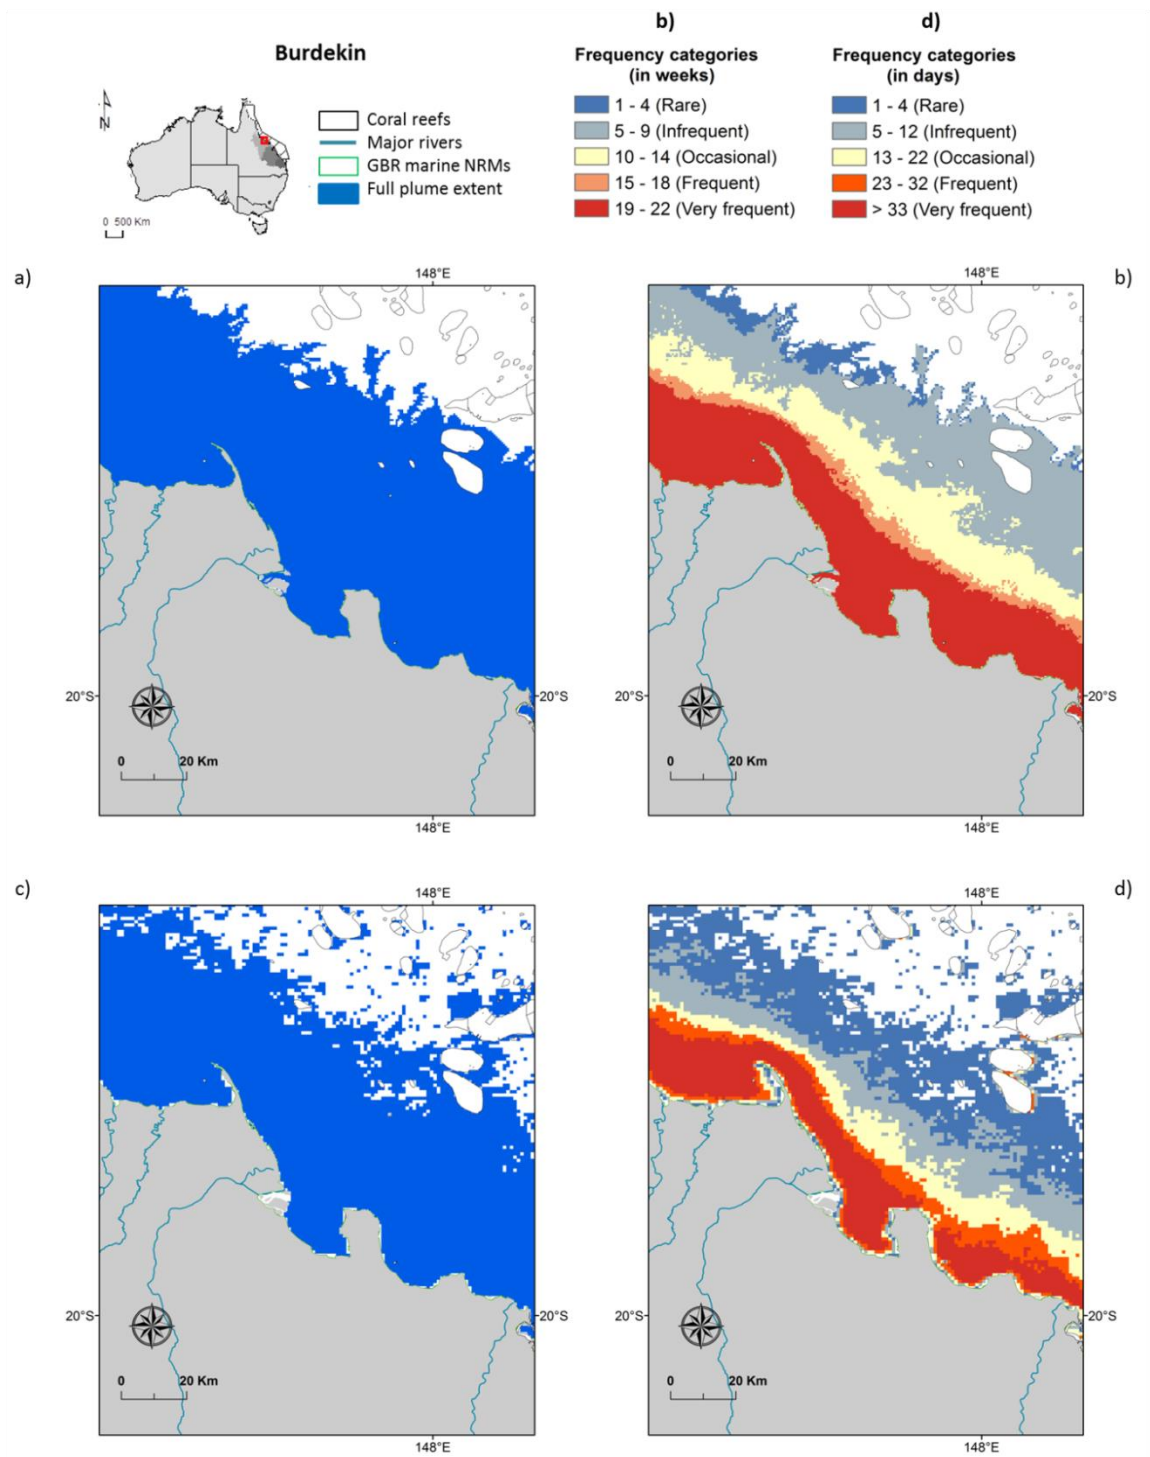 b)
d)
Burdekin
Frequency categories
(in weeks)
1 - 4 (Rare)
5 - 9 (Infrequent)
10 - 14 (Occasional)
15 - 18 (Frequent)
19 - 22 (Very frequent)
Frequency categories
(in days)
1 - 4 (Rare)
5 - 12 (Infrequent)
13 - 22 (Occasional)
23 - 32 (Frequent)
> 33 (Very frequent)
N
Coral reefs
Major rivers
GBR marine NRMs
Full plume extent
0 500 Km
a)
148°E
20°S
20°S
0 20 Km
148°E
b)
148°E
20°S
0 20 Km
148°E
c)
148°E
20°S
20°S
0 20 Km
148°E
d)
148°E
20°S
0 20 Km
148°E